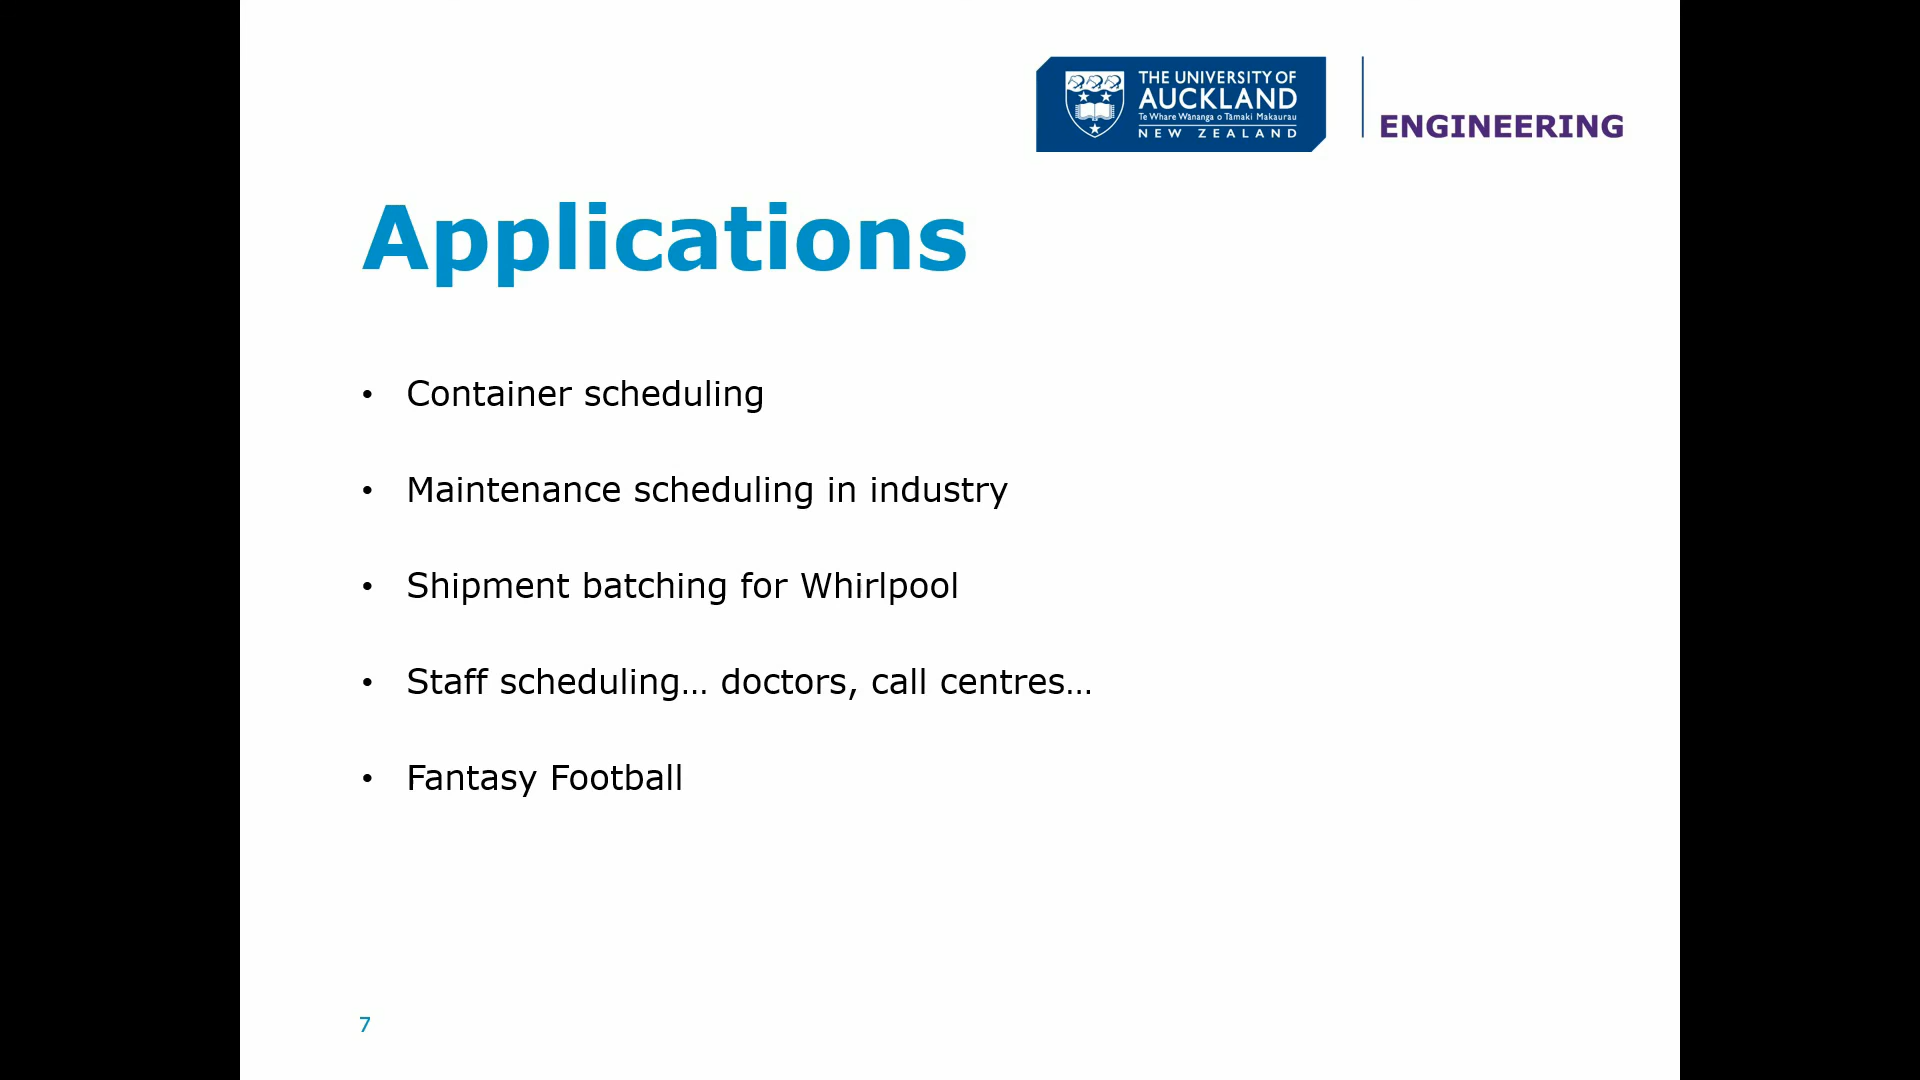 THE UNIVERSITY OF
AUCKLAND
Te Whare Wānanga o Tāmaki Makaurau
NEW ZEALAND
ENGINEERING
Applications
• Container scheduling
• Maintenance scheduling in industry
• Shipment batching for Whirlpool
• Staff scheduling… doctors, call centres…
• Fantasy Football
7